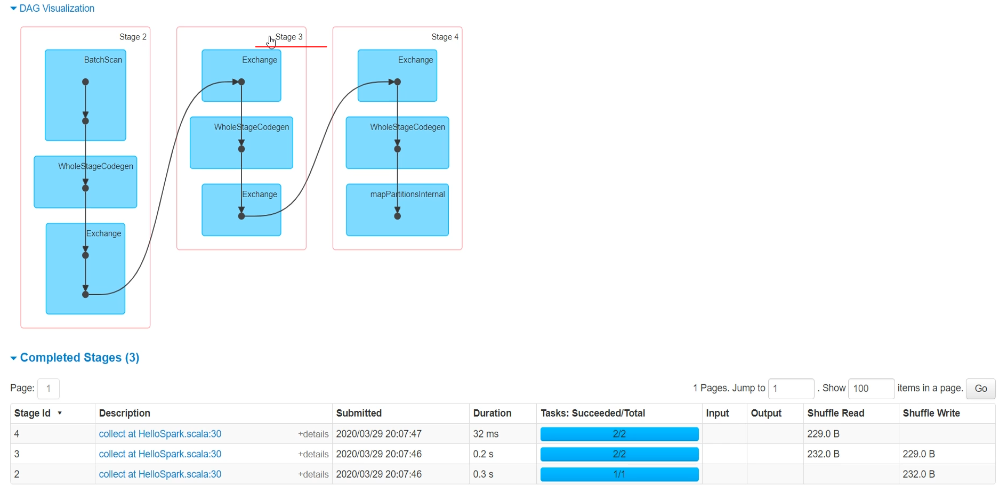 DAG Visualization
Stage 2
Stage 3
Stage 4
BatchScan
Exchange
Exchange
WholeStageCodegen
WholeStageCodegen
WholeStageCodegen
Exchange
mapPartitionsInternal
Exchange
Completed Stages (3)
Page: 1
1 Pages. Jump to 1 . Show 100 items in a page. Go
Stage Id ▼ Description Submitted Duration Tasks: Succeeded/Total Input Output Shuffle Read Shuffle Write
4 collect at HelloSpark.scala:30 +details 2020/03/29 20:07:47 32 ms 2/2 229.0 B
3 collect at HelloSpark.scala:30 +details 2020/03/29 20:07:46 0.2 s 2/2 232.0 B 229.0 B
2 collect at HelloSpark.scala:30 +details 2020/03/29 20:07:46 0.3 s 1/1 232.0 B